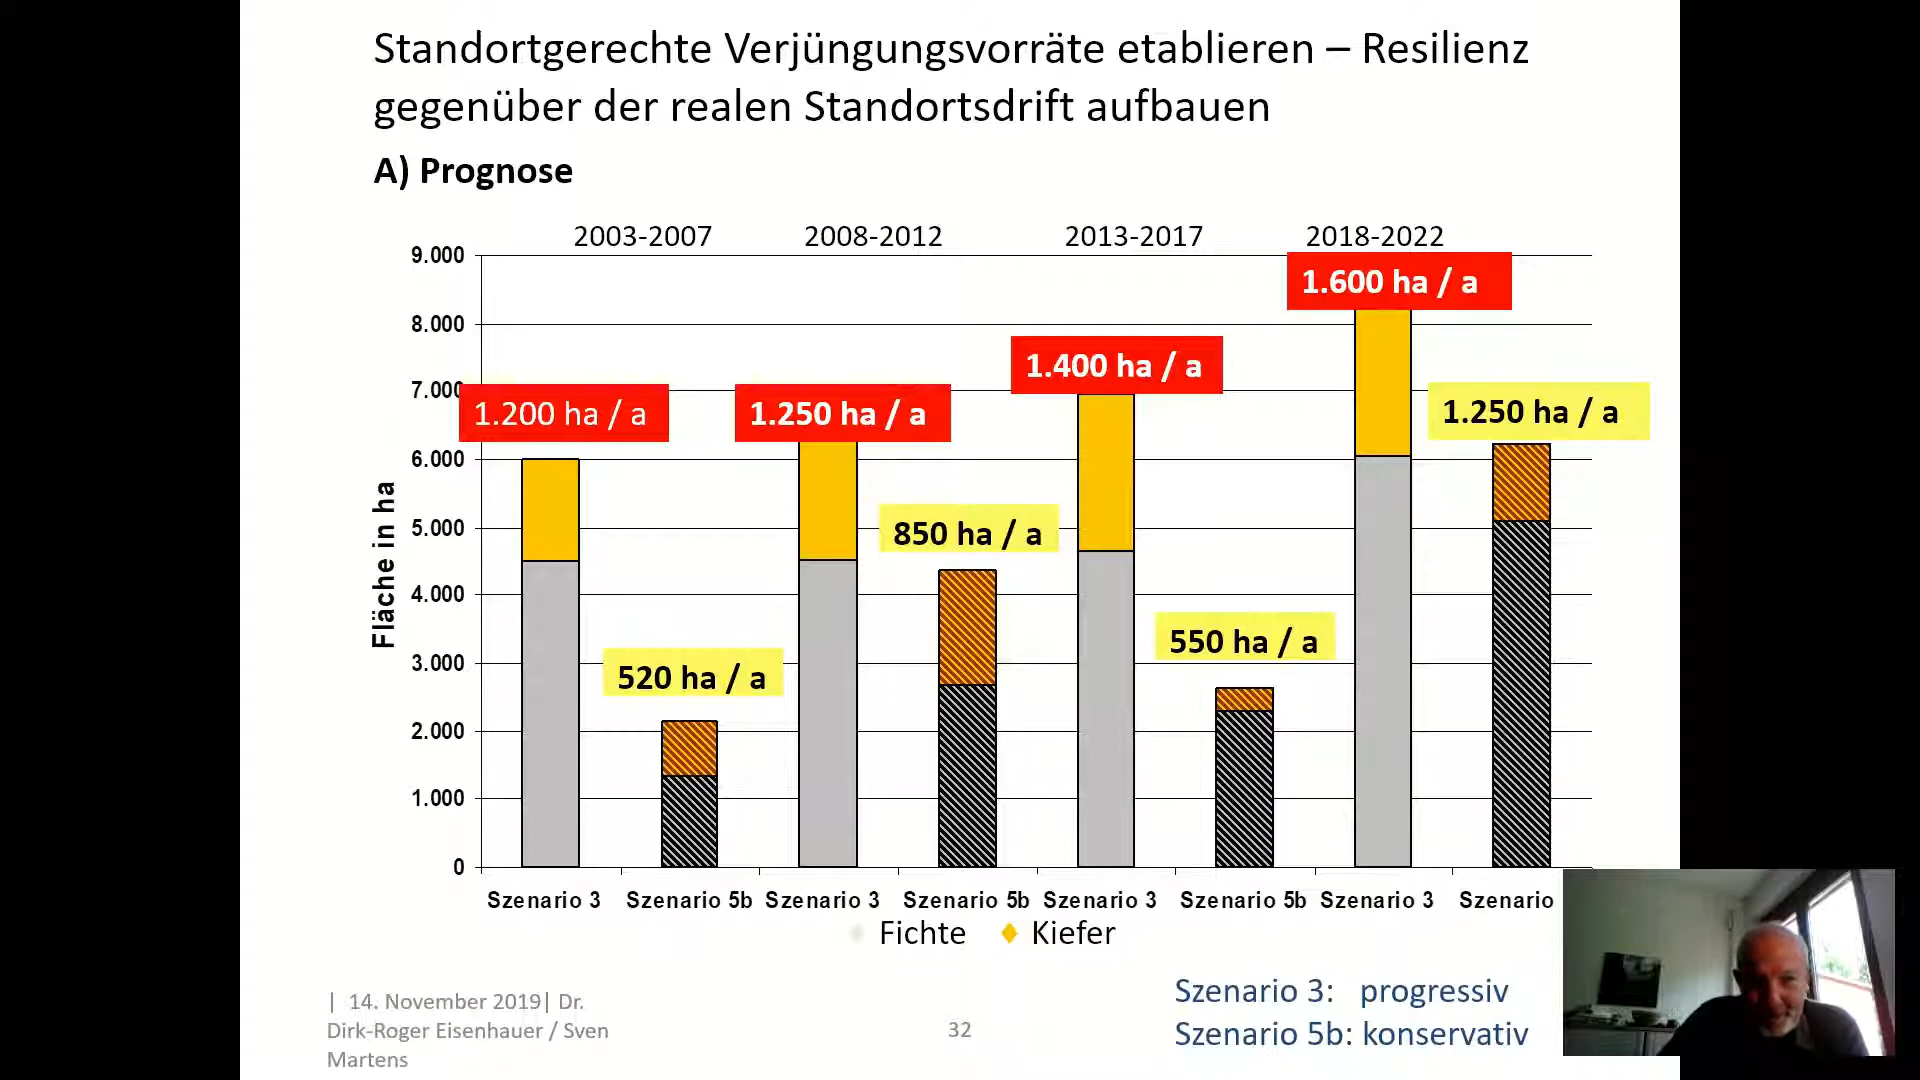 Standortgerechte Verjüngungsvorräte etablieren – Resilienz
gegenüber der realen Standortsdrift aufbauen
A) Prognose
2003-2007 2008-2012 2013-2017 2018-2022
9.000
8.000
7.000
6.000
5.000
4.000
3.000
2.000
1.000
0
Fläche in ha
1.200 ha / a
520 ha / a
1.250 ha / a
850 ha / a
1.400 ha / a
550 ha / a
1.600 ha / a
1.250 ha / a
Szenario 3 Szenario 5b Szenario 3 Szenario 5b Szenario 3 Szenario 5b Szenario 3 Szenario
Fichte Kiefer
Szenario 3: progressiv
Szenario 5b: konservativ
| 14. November 2019| Dr.
Dirk-Roger Eisenhauer / Sven
Martens
32